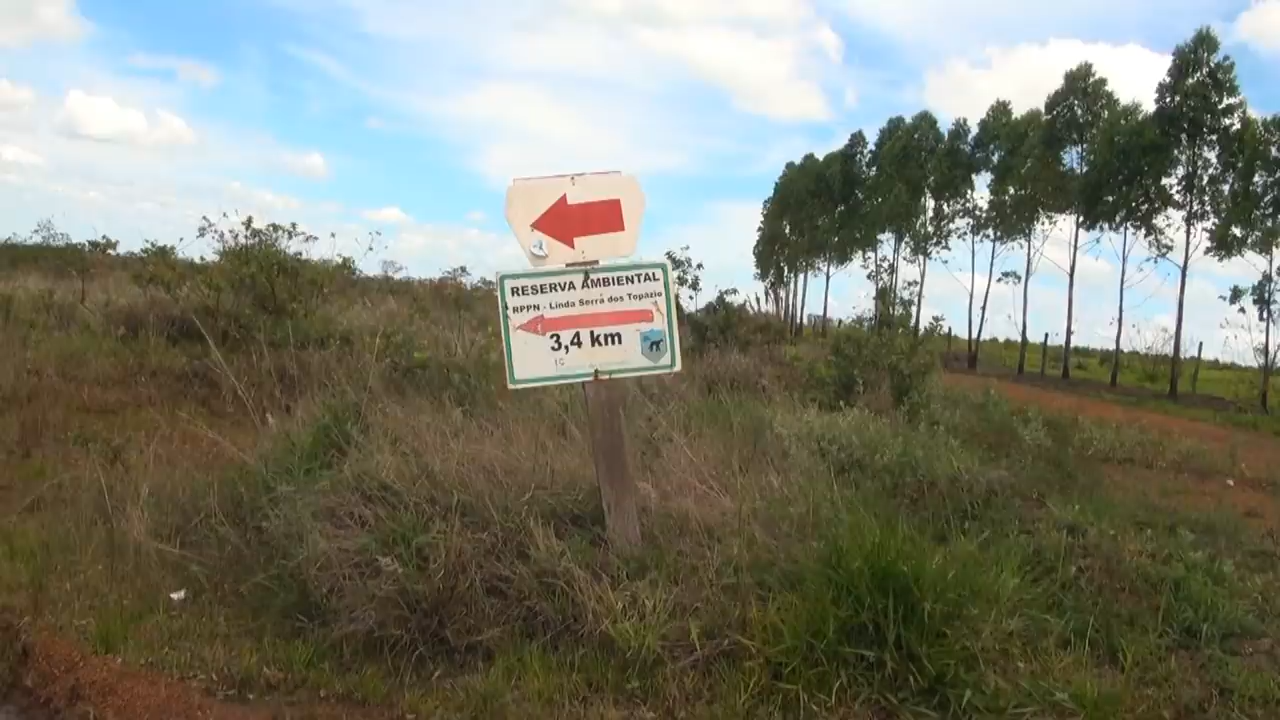 RESERVA AMBIENTAL
RPPN - Linda Serra dos Topázio
3,4 km